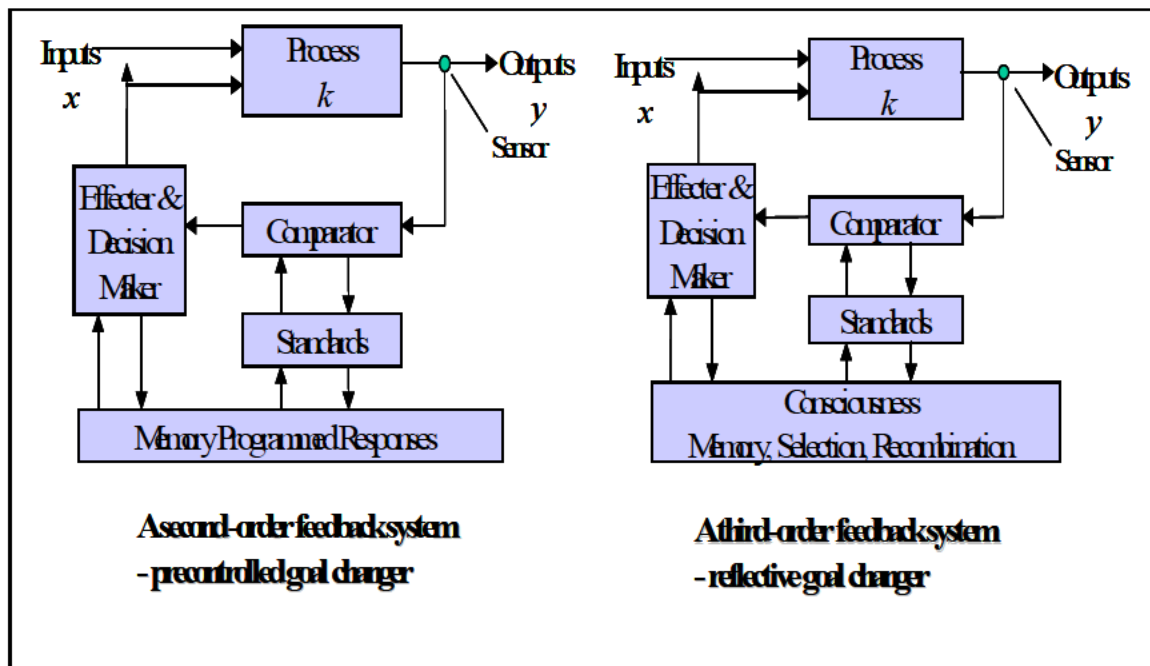 Inputs
x
Process
k
Outputs
y
Sensor
Effecter &
Decision
Maker
Comparator
Standards
Memory Programmed Responses
A second-order feedback system
- precontrolled goal changer
Inputs
x
Process
k
Outputs
y
Sensor
Effecter &
Decision
Maker
Comparator
Standards
Consciousness
Memory, Selection, Recombination
A third-order feedback system
- reflective goal changer